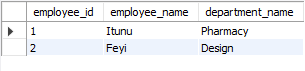 employee_id employee_name department_name
1 Itunu Pharmacy
2 Feyi Design